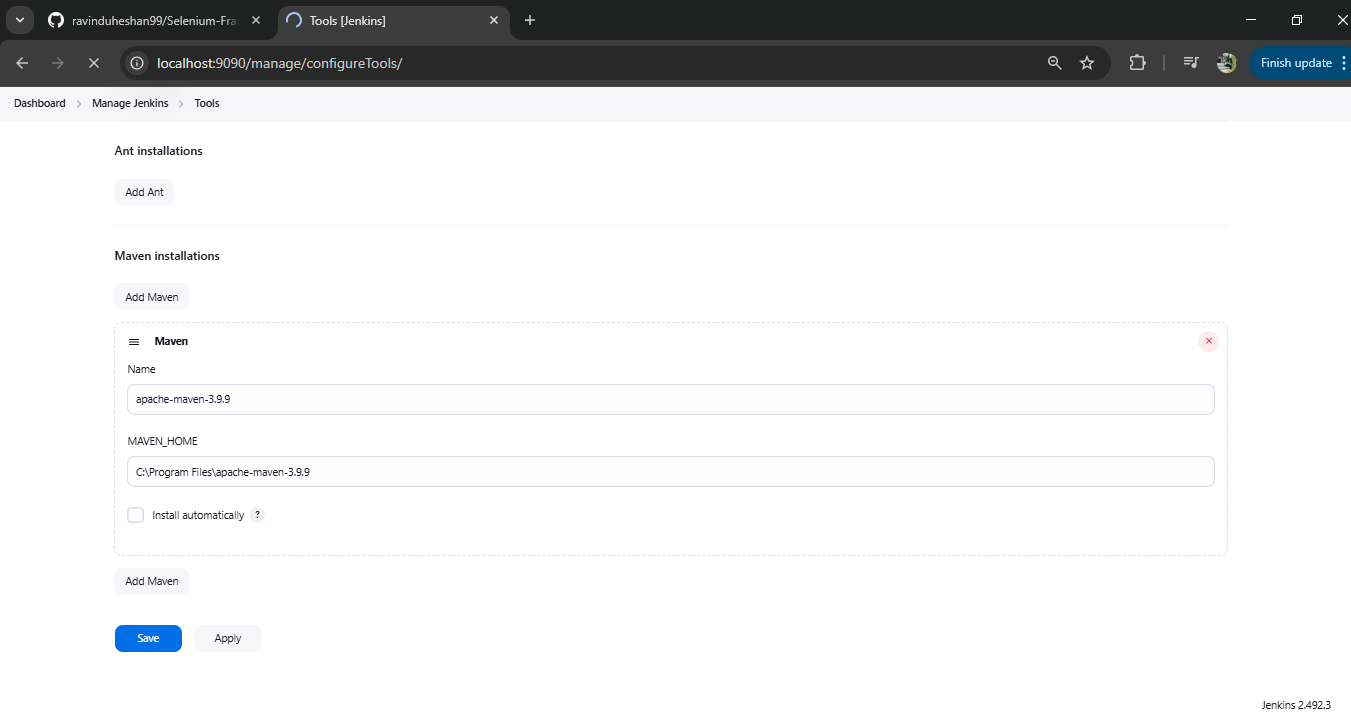 ravinduheshan99/Selenium-Fra
Tools [Jenkins]
localhost:9090/manage/configureTools/
Finish update
Dashboard > Manage Jenkins > Tools
Ant installations
Add Ant
Maven installations
Add Maven
Maven
Name
apache-maven-3.9.9
MAVEN_HOME
C:\Program Files\apache-maven-3.9.9
Install automatically ?
Add Maven
Save Apply
Jenkins 2.492.3